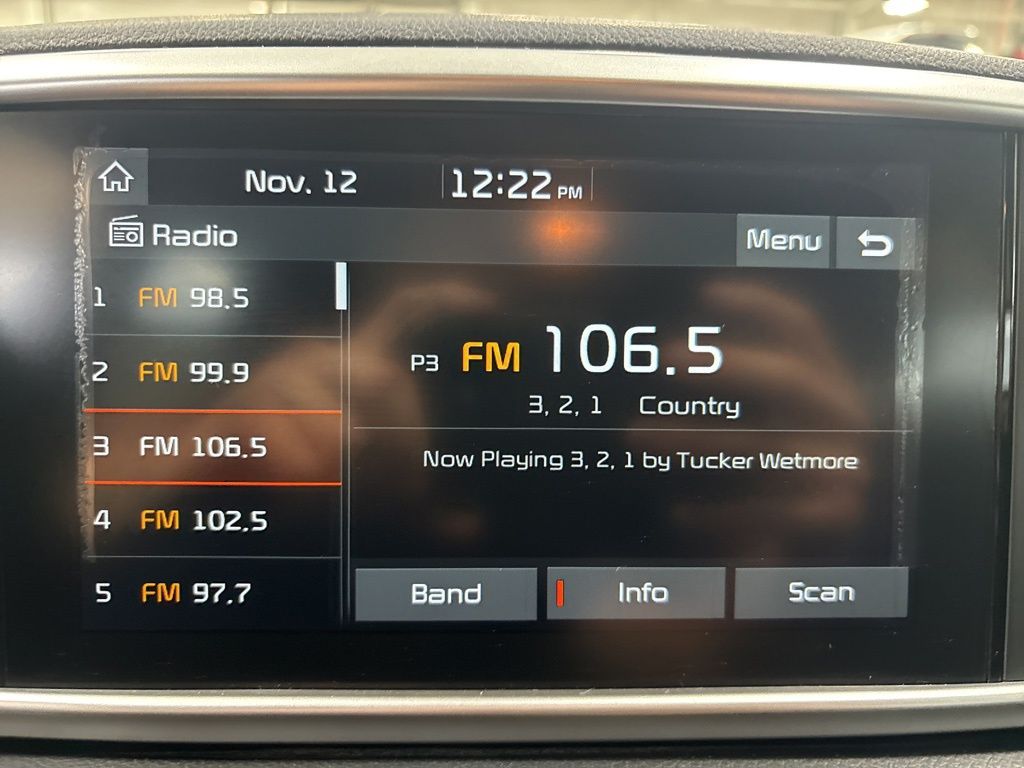 Nov. 12 12:22 PM
Radio Menu
1 FM 98.5
2 FM 99.9
3 FM 106.5
4 FM 102.5
5 FM 97.7
P3 FM 106.5
3, 2, 1 Country
Now Playing 3, 2, 1 by Tucker Wetmore
Band Info Scan